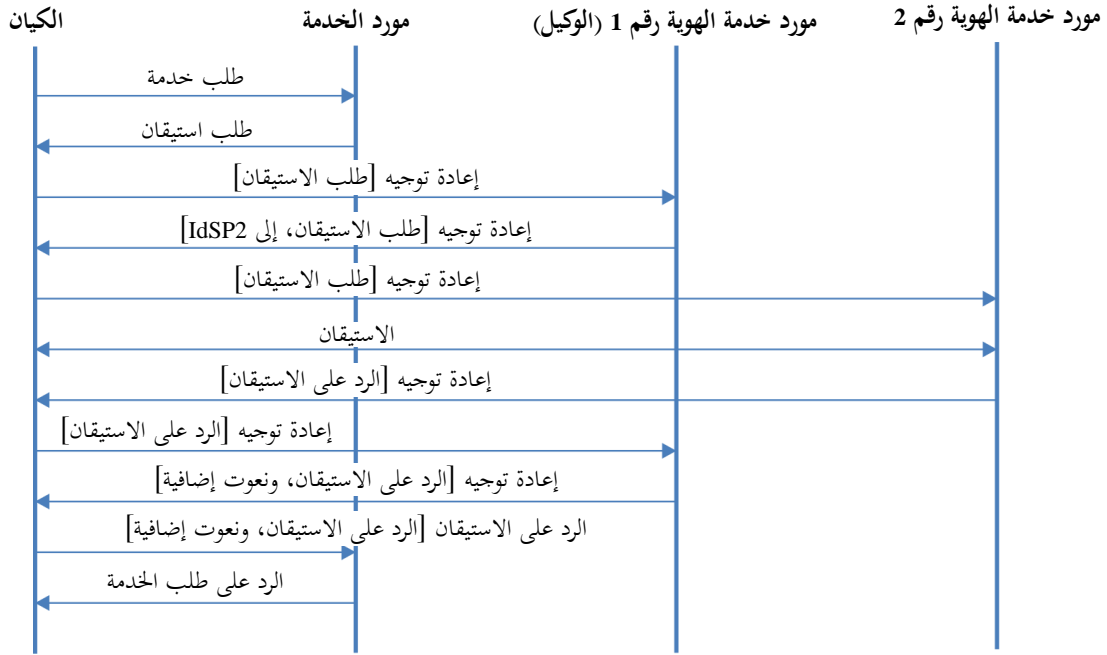 الكيان
مورد الخدمة
مورد خدمة الهوية رقم 1 (الوكيل)
مورد خدمة الهوية رقم 2
طلب خدمة
طلب استيقان
إعادة توجيه [طلب الاستيقان]
إعادة توجيه [طلب الاستيقان، إلى IdSP2]
إعادة توجيه [طلب الاستيقان]
الاستيقان
إعادة توجيه [الرد على الاستيقان]
إعادة توجيه [الرد على الاستيقان]
إعادة توجيه [الرد على الاستيقان، ونعوت إضافية]
الرد على الاستيقان [الرد على الاستيقان، ونعوت إضافية]
الرد على طلب الخدمة